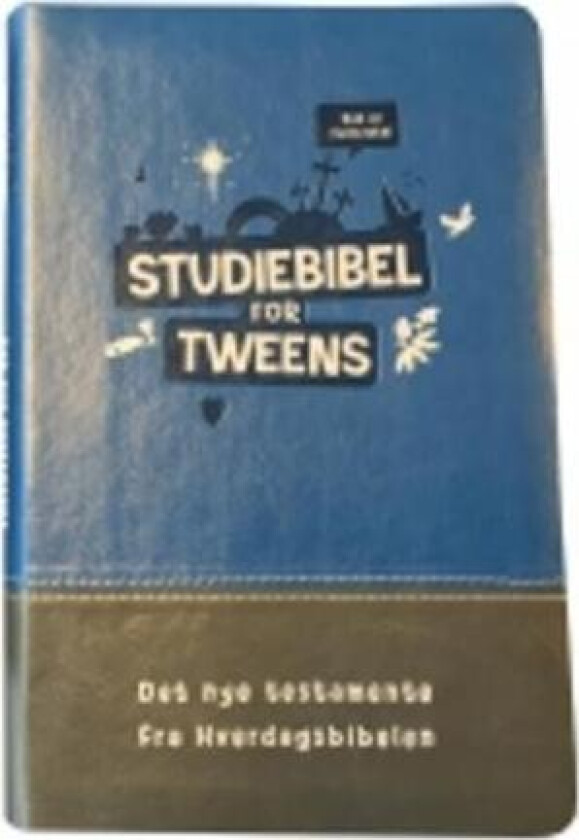 STUDIEBIBEL
FOR
TWEENS
Det nye testamente
fra Hverdagsbibelen